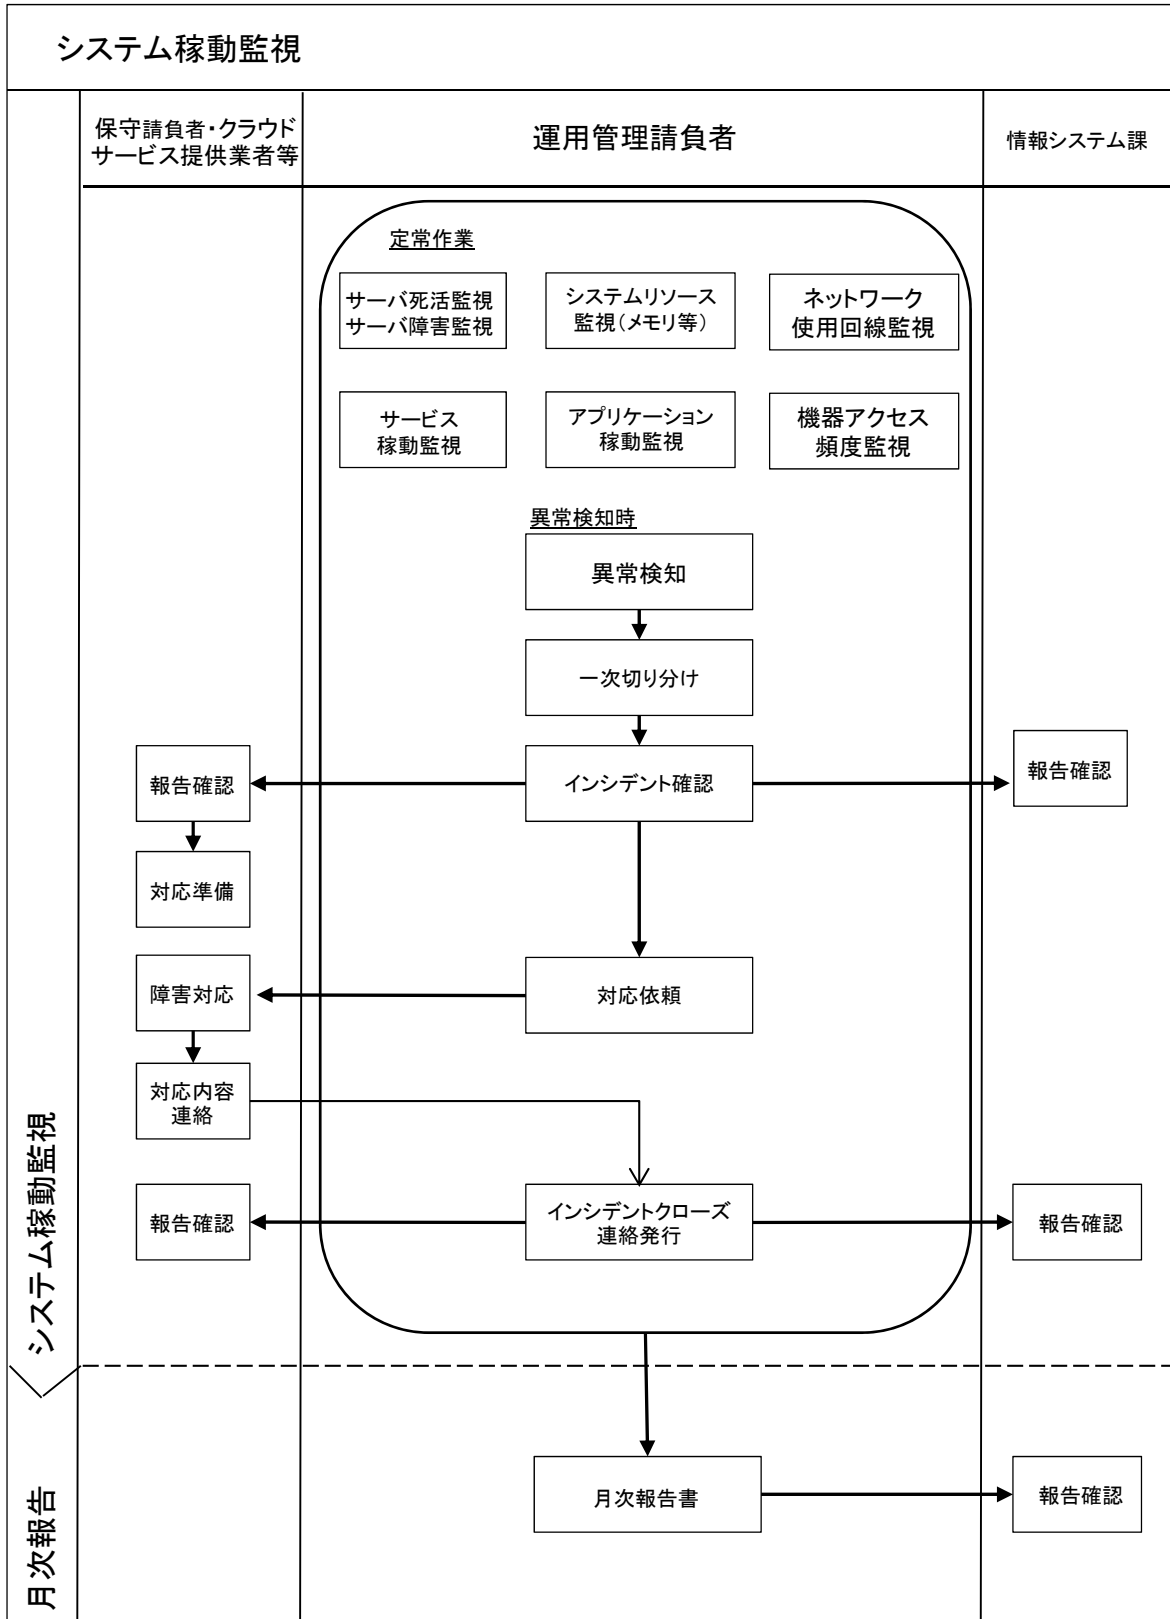 システム稼動監視
保守請負者・クラウド
サービス提供業者等
運用管理請負者
情報システム課
定常作業
サーバ死活監視
サーバ障害監視
システムリソース
監視(メモリ等)
ネットワーク
使用回線監視
サービス
稼動監視
アプリケーション
稼動監視
機器アクセス
頻度監視
異常検知時
異常検知
一次切り分け
報告確認
インシデント確認
報告確認
対応準備
障害対応
対応依頼
対応内容
連絡
報告確認
インシデントクローズ
連絡発行
報告確認
システム稼動監視
月次報告書
報告確認
月次報告